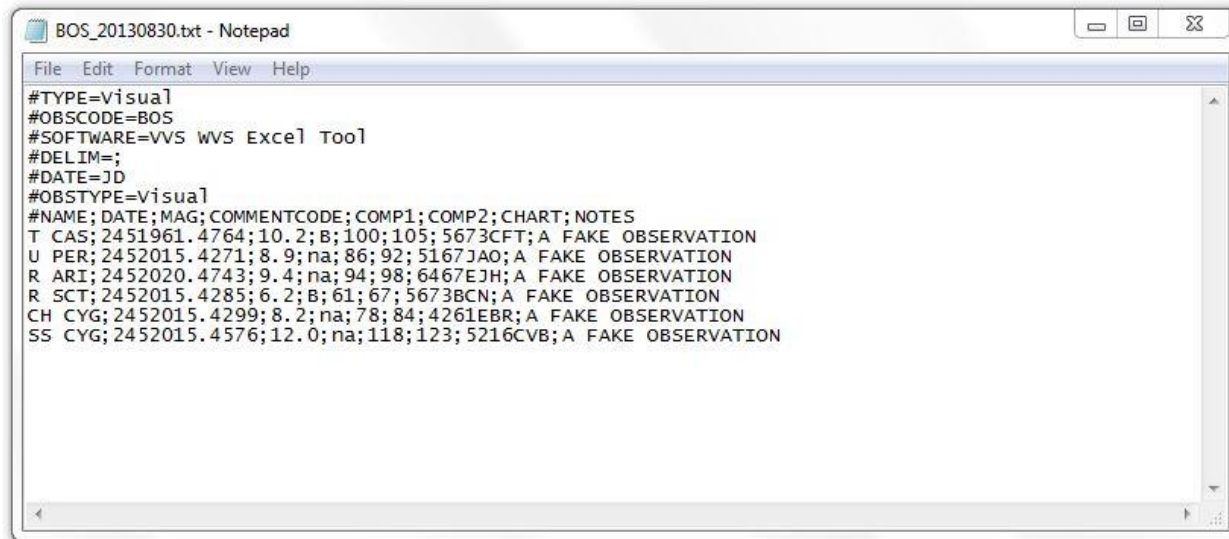 BOS_20130830.txt - Notepad
File Edit Format View Help
#TYPE=Visual
#OBSCODE=BOS
#SOFTWARE=VVS WVS Excel Tool
#DELIM=;
#DATE=JD
#OBSTYPE=Visual
#NAME;DATE;MAG;COMMENTCODE;COMP1;COMP2;CHART;NOTES
T CAS;2451961.4764;10.2;B;100;105;5673CFT;A FAKE OBSERVATION
U PER;2452015.4271;8.9;na;86;92;5167JAO;A FAKE OBSERVATION
R ARI;2452020.4743;9.4;na;94;98;6467EJH;A FAKE OBSERVATION
R SCT;2452015.4285;6.2;B;61;67;5673BCN;A FAKE OBSERVATION
CH CYG;2452015.4299;8.2;na;78;84;4261EBR;A FAKE OBSERVATION
SS CYG;2452015.4576;12.0;na;118;123;5216CVB;A FAKE OBSERVATION